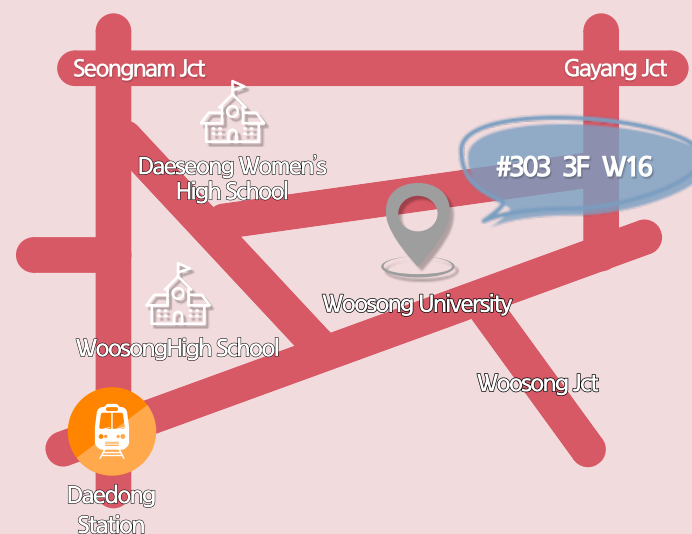 Seongnam Jct
Gayang Jct
Daeseong Women's
High School
#303 3F W16
Woosong University
WoosongHigh School
Woosong Jct
Daedong
Station